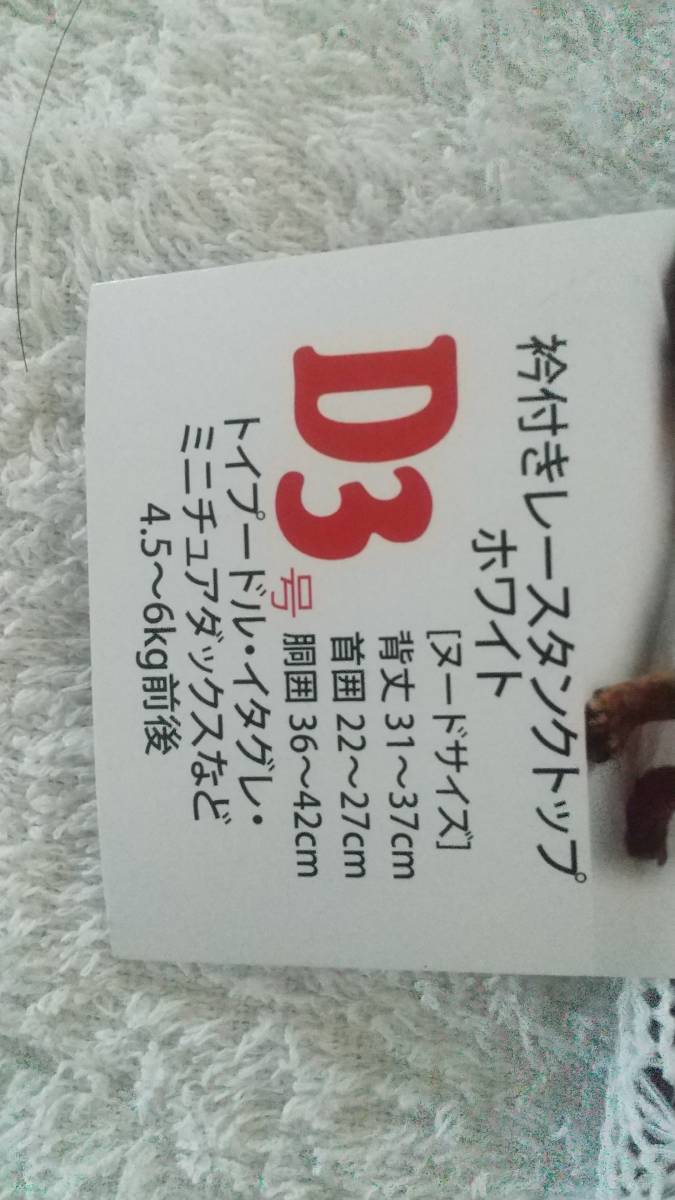 衿付きレースタンクトップ
ホワイト
D3号
[ヌードサイズ]
背丈 31〜37cm
首囲 22〜27cm
胴囲 36〜42cm
トイプードル・イタグレ・
ミニチュアダックスなど
4.5〜6kg前後